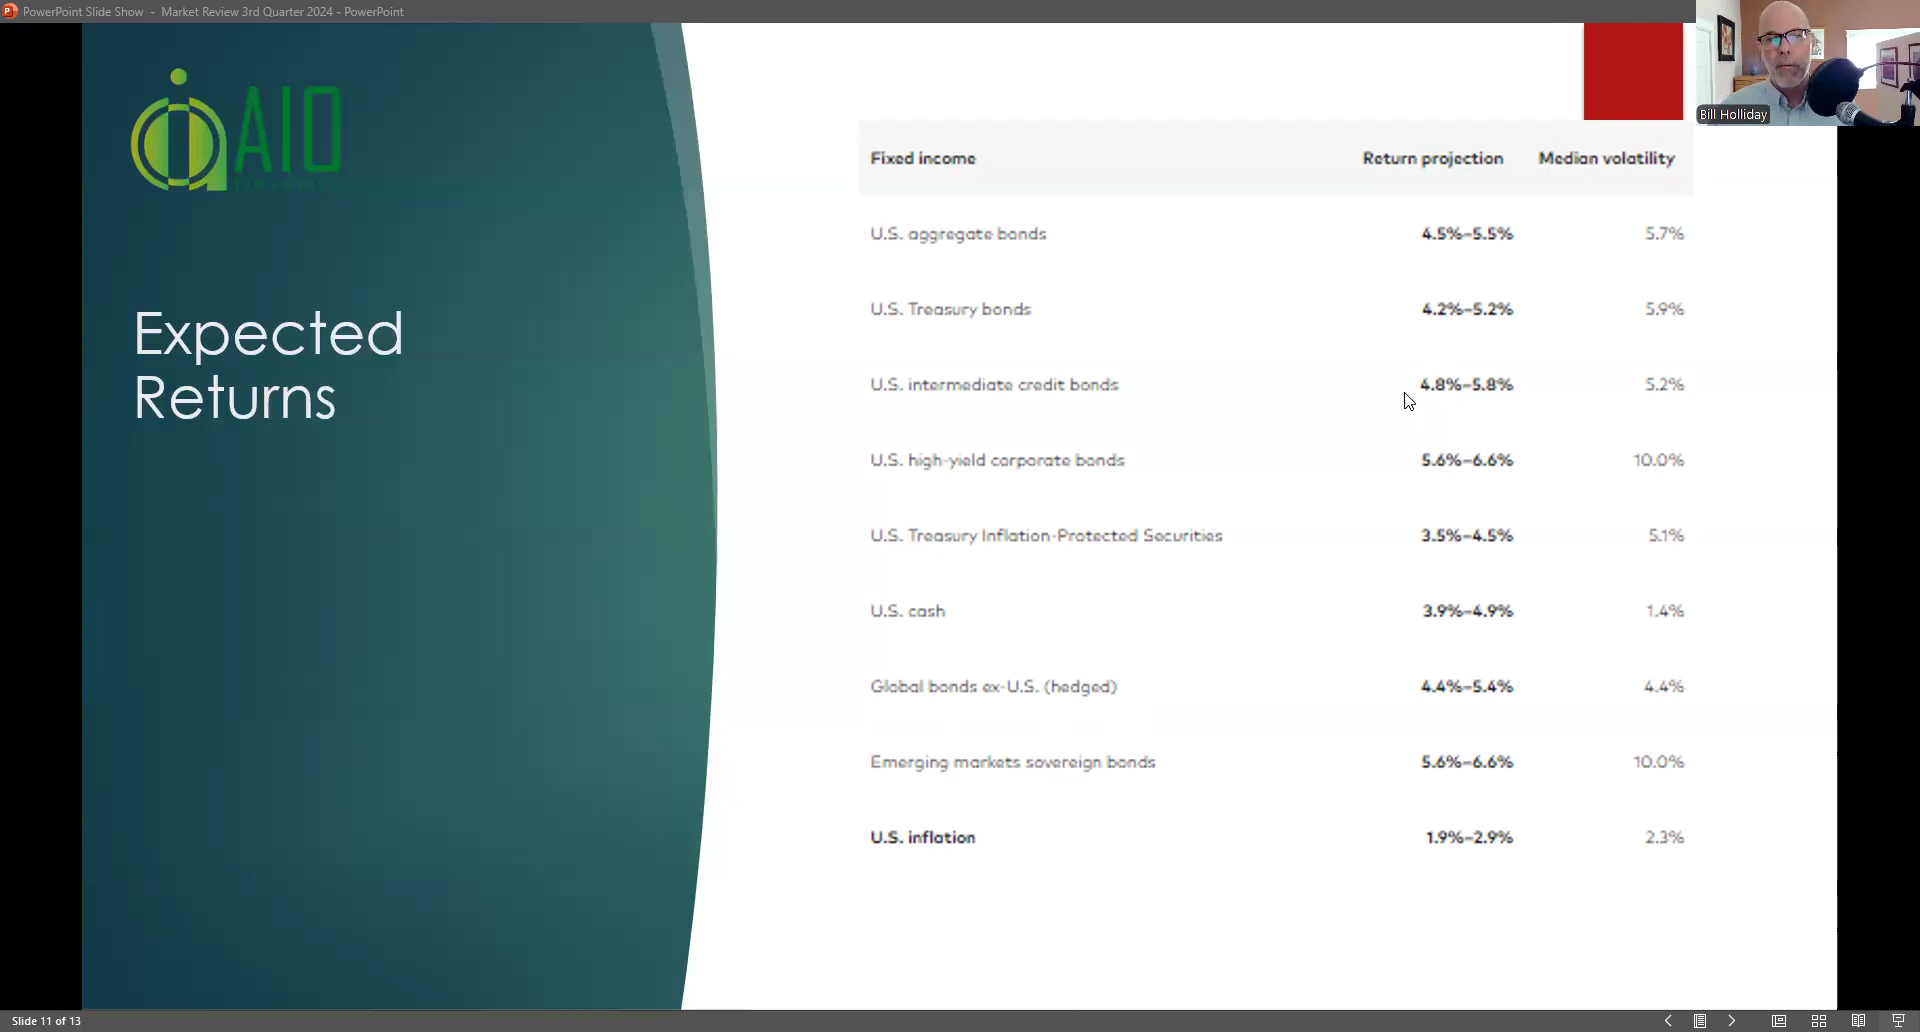 PowerPoint Slide Show - Market Review 3rd Quarter 2024 - PowerPoint
Bill Holliday
AIO
Expected
Returns
Fixed income Return projection Median volatility
U.S. aggregate bonds 4.5%–5.5% 5.7%
U.S. Treasury bonds 4.2%–5.2% 5.9%
U.S. intermediate credit bonds 4.8%–5.8% 5.2%
U.S. high-yield corporate bonds 5.6%–6.6% 10.0%
U.S. Treasury Inflation-Protected Securities 3.5%–4.5% 5.1%
U.S. cash 3.9%–4.9% 1.4%
Global bonds ex-U.S. (hedged) 4.4%–5.4% 4.4%
Emerging markets sovereign bonds 5.6%–6.6% 10.0%
U.S. inflation 1.9%–2.9% 2.3%
Slide 11 of 13